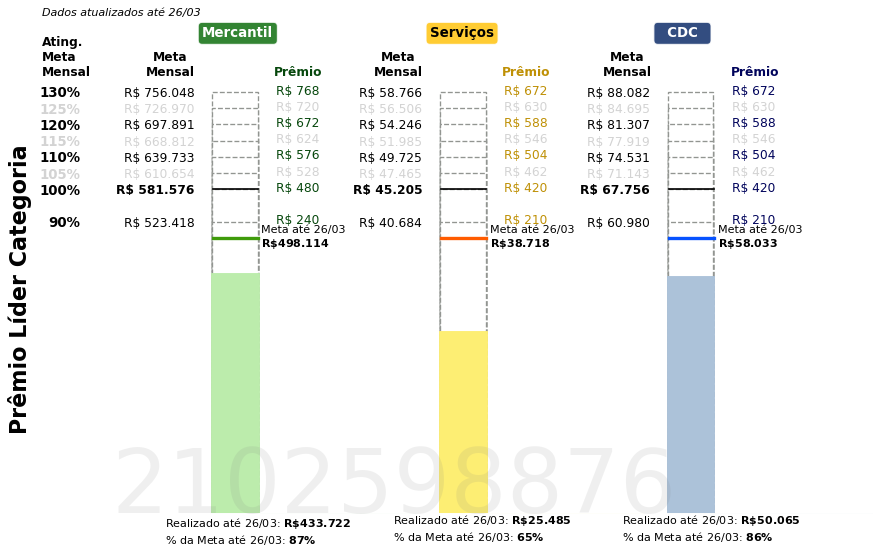 Dados atualizados até 26/03
Mercantil Serviços CDC
Ating. Meta Mensal
Meta Mensal Prêmio Meta Mensal Prêmio Meta Mensal Prêmio
130% R$ 756.048 R$ 768 R$ 58.766 R$ 672 R$ 88.082 R$ 672
125% R$ 726.970 R$ 720 R$ 56.506 R$ 630 R$ 84.695 R$ 630
120% R$ 697.891 R$ 672 R$ 54.246 R$ 588 R$ 81.307 R$ 588
115% R$ 668.812 R$ 624 R$ 51.985 R$ 546 R$ 77.919 R$ 546
110% R$ 639.733 R$ 576 R$ 49.725 R$ 504 R$ 74.531 R$ 504
105% R$ 610.654 R$ 528 R$ 47.465 R$ 462 R$ 71.143 R$ 462
100% R$ 581.576 R$ 480 R$ 45.205 R$ 420 R$ 67.756 R$ 420
90% R$ 523.418 R$ 240 R$ 40.684 R$ 210 R$ 60.980 R$ 210
Meta até 26/03 Meta até 26/03 Meta até 26/03
R$498.114 R$38.718 R$58.033
Prêmio Líder Categoria
2102598876
Realizado até 26/03: R$433.722 Realizado até 26/03: R$25.485 Realizado até 26/03: R$50.065
% da Meta até 26/03: 87% % da Meta até 26/03: 65% % da Meta até 26/03: 86%